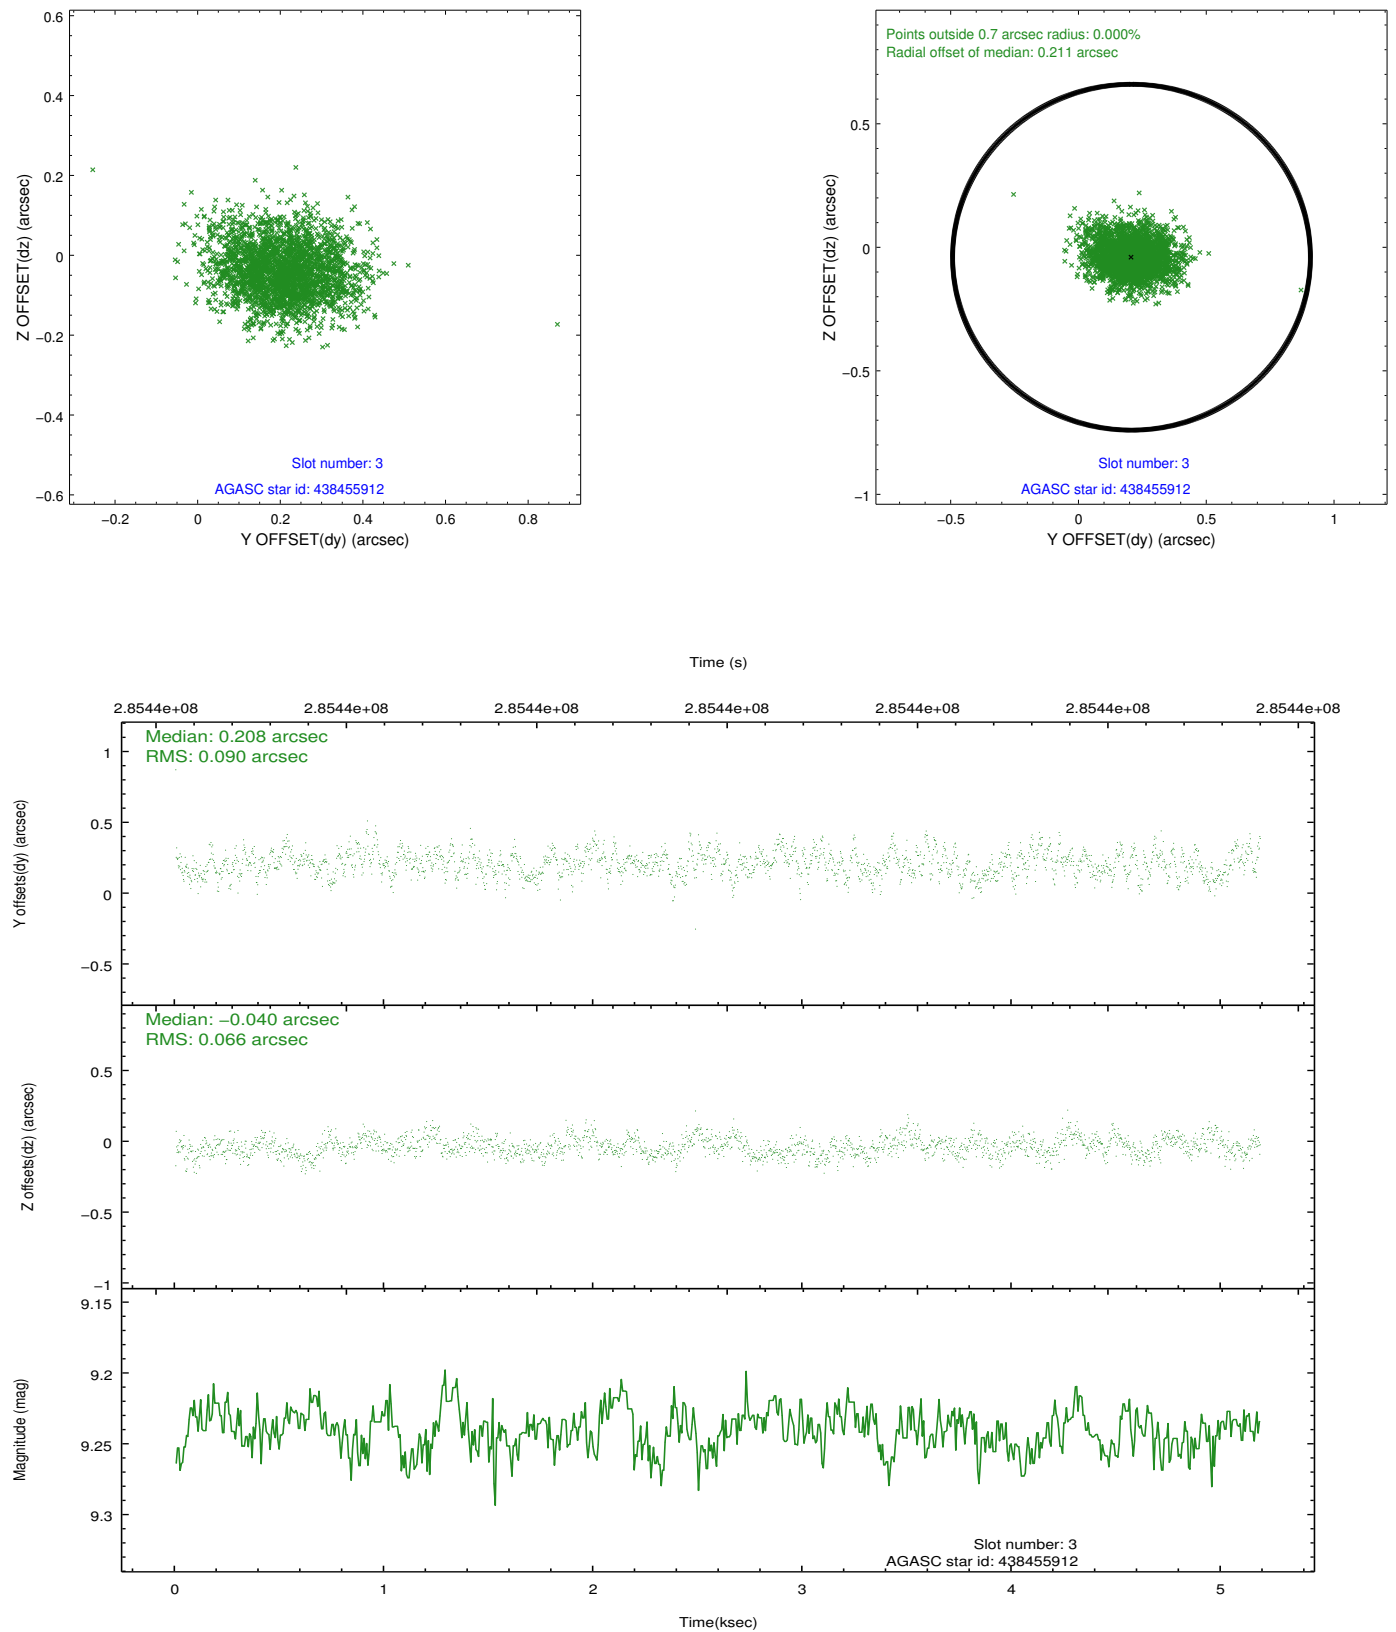 0.6
0.4
0.2
0
−0.2
−0.4
−0.6
Z OFFSET(dz) (arcsec)
Slot number: 3
AGASC star id: 438455912
−0.2 0 0.2 0.4 0.6 0.8
Y OFFSET(dy) (arcsec)
Points outside 0.7 arcsec radius: 0.000%
Radial offset of median: 0.211 arcsec
0.5
0
−0.5
−1
Z OFFSET(dz) (arcsec)
Slot number: 3
AGASC star id: 438455912
−0.5 0 0.5 1
Y OFFSET(dy) (arcsec)
Time (s)
2.8544e+08 2.8544e+08 2.8544e+08 2.8544e+08 2.8544e+08 2.8544e+08 2.8544e+08
Median: 0.208 arcsec
RMS: 0.090 arcsec
1
0.5
0
−0.5
Y offsets(dy) (arcsec)
Median: −0.040 arcsec
RMS: 0.066 arcsec
0.5
0
−0.5
−1
Z offsets(dz) (arcsec)
9.15
9.2
9.25
9.3
Magnitude (mag)
Slot number: 3
AGASC star id: 438455912
0 1 2 3 4 5
Time(ksec)